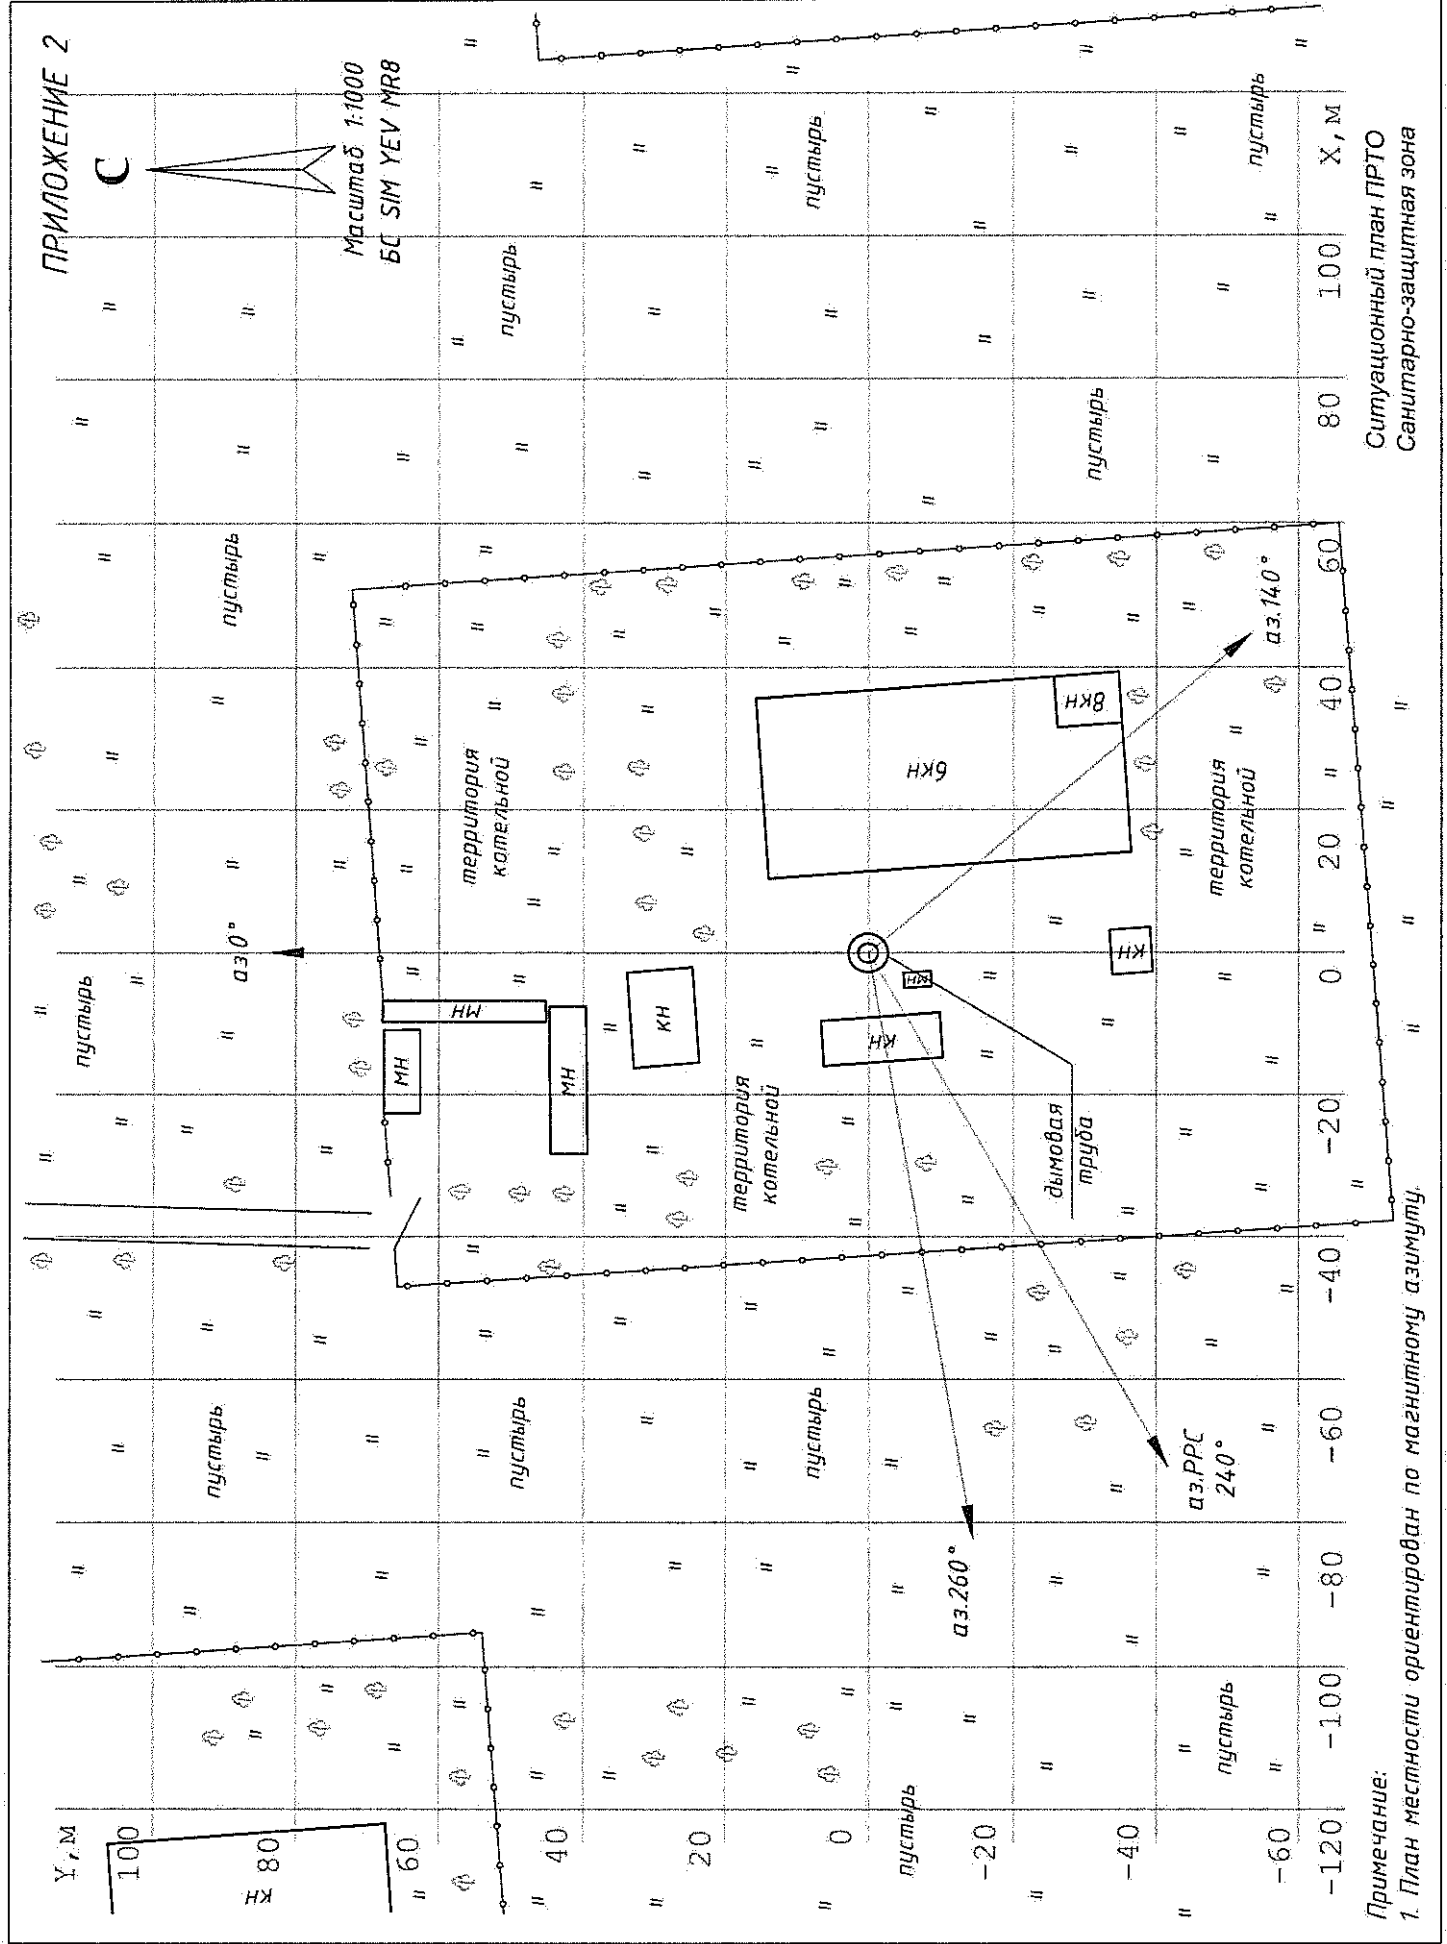 ПРИЛОЖЕНИЕ 2
С
Масштаб 1:1000
БС SIM YEV MR8
Y,м
100
80
60
40
20
0
-20
-40
-60
кн
пустырь
пустырь
пустырь
аз.0°
пустырь
пустырь
пустырь
мн
мн
мн
территория
котельной
кн
территория
котельной
пустырь
пустырь
кн
мн
6кн
8кн
пустырь
аз.260°
аз.РРС
240°
дымовая
труба
кн
территория
котельной
аз.140°
пустырь
пустырь
пустырь
-120
-100
-80
-60
-40
-20
0
20
40
60
80
100
X,м
Примечание:
1. План местности ориентирован по магнитному азимуту.
Ситуационный план ПРТО
Санитарно-защитная зона